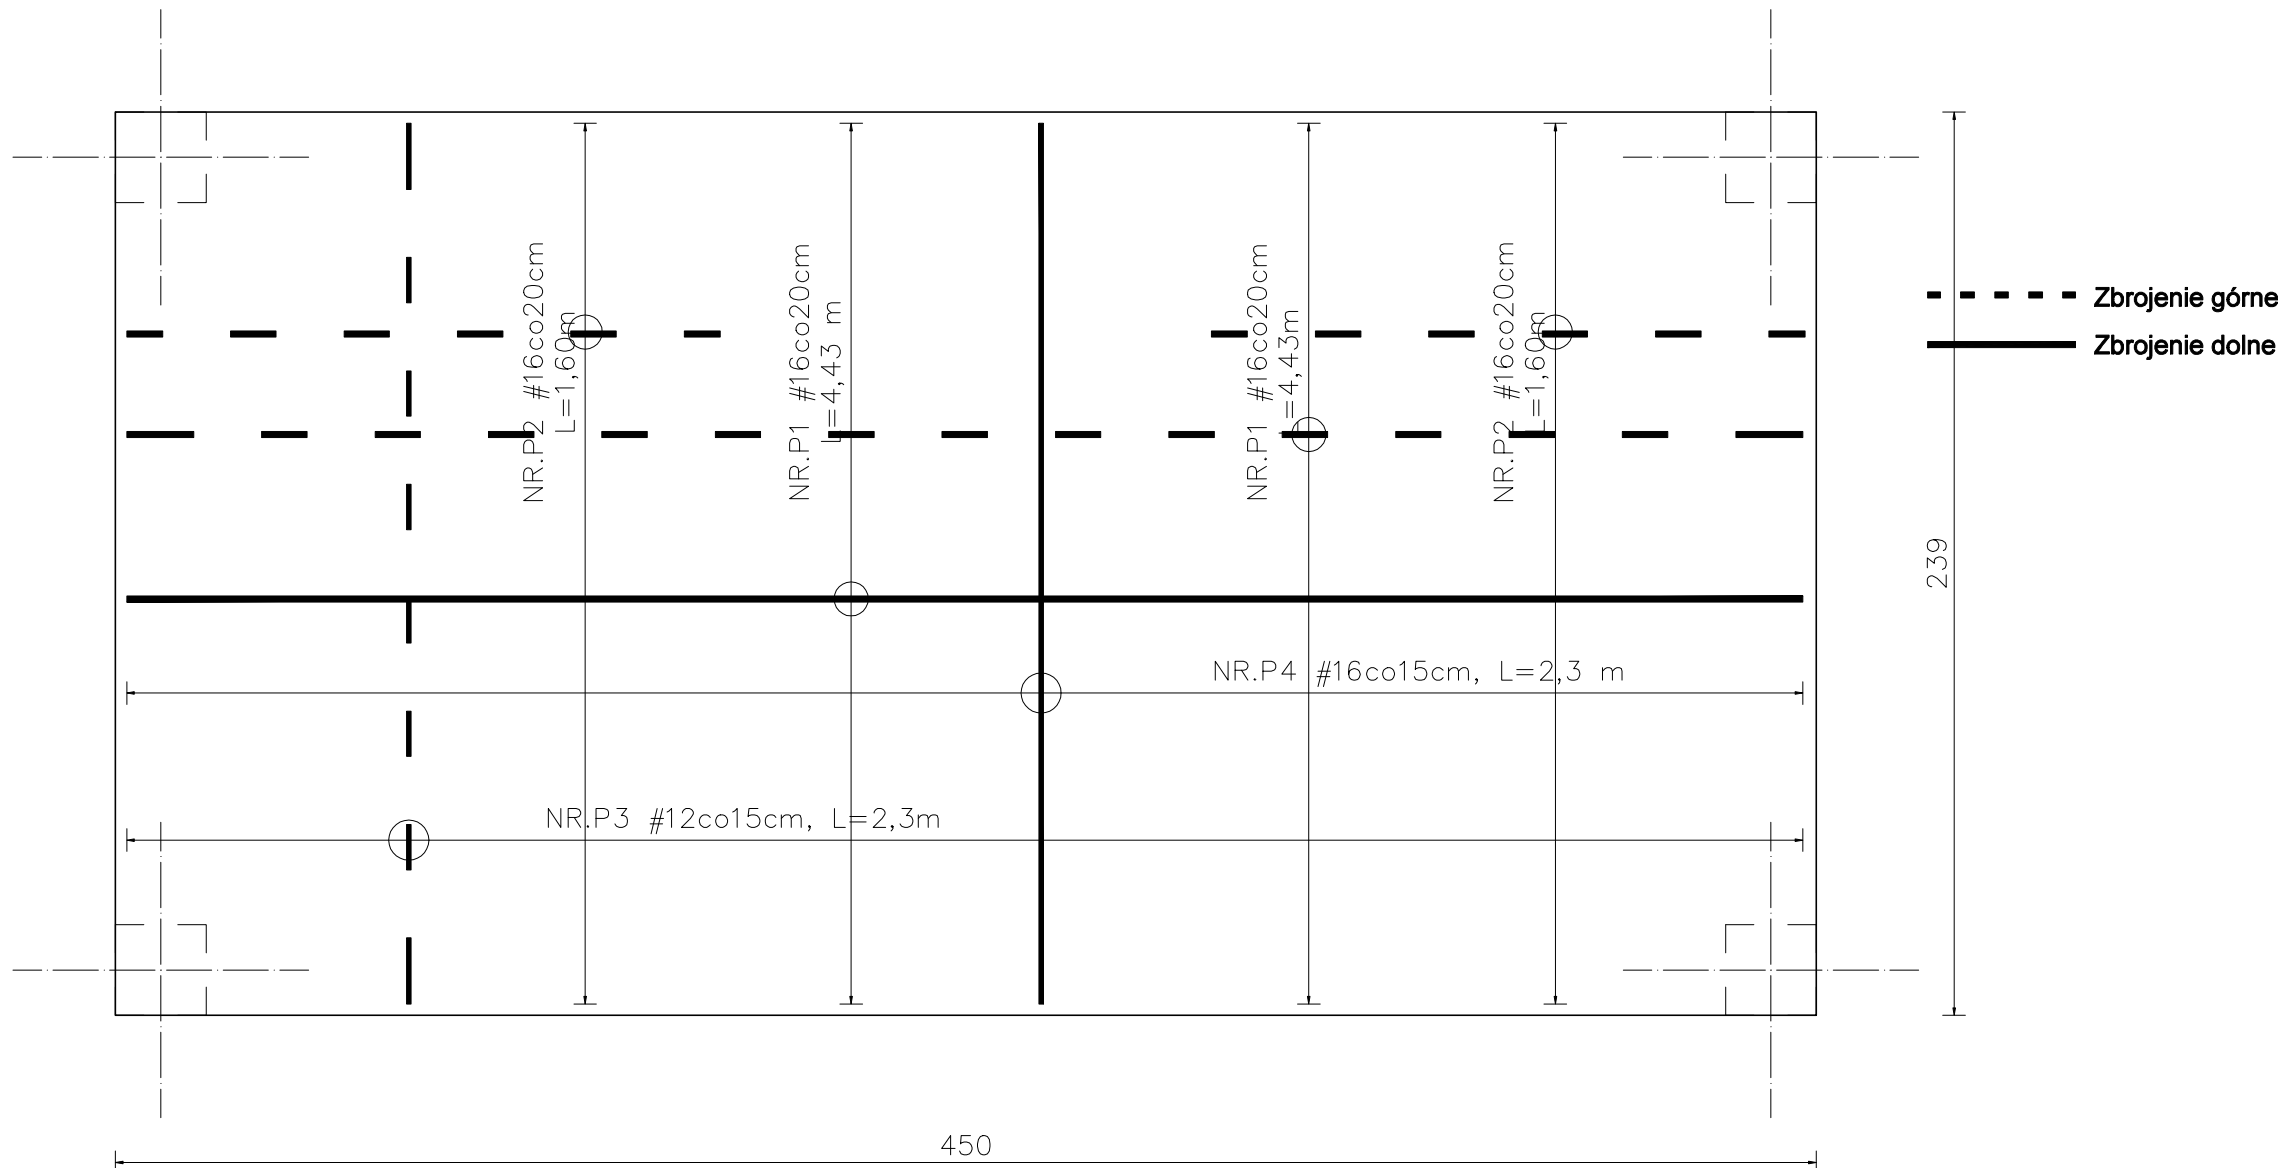 NR.P2 #16co20cm
L=1,60m
NR.P1 #16co20cm
L=4,43 m
NR.P1 #16co20cm
L=4,43m
NR.P2 #16co20cm
L=1,60m
Zbrojenie górne
Zbrojenie dolne
239
NR.P4 #16co15cm, L=2,3 m
NR.P3 #12co15cm, L=2,3m
450